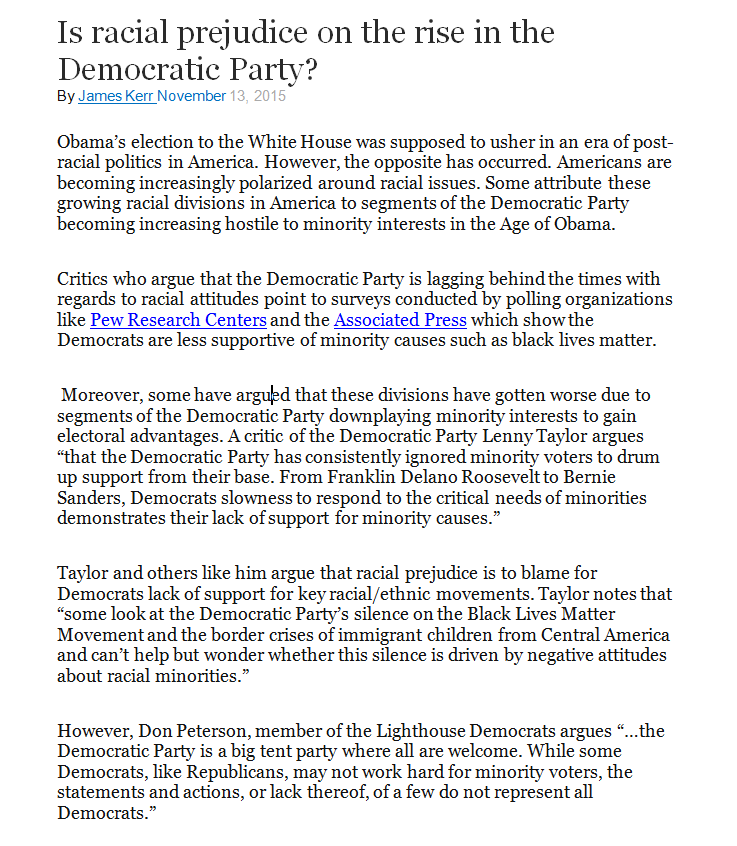 Is racial prejudice on the rise in the
Democratic Party?
By James Kerr November 13, 2015
Obama’s election to the White House was supposed to usher in an era of post-
racial politics in America. However, the opposite has occurred. Americans are
becoming increasingly polarized around racial issues. Some attribute these
growing racial divisions in America to segments of the Democratic Party
becoming increasing hostile to minority interests in the Age of Obama.
Critics who argue that the Democratic Party is lagging behind the times with
regards to racial attitudes point to surveys conducted by polling organizations
like Pew Research Centers and the Associated Press which show the
Democrats are less supportive of minority causes such as black lives matter.
Moreover, some have argued that these divisions have gotten worse due to
segments of the Democratic Party downplaying minority interests to gain
electoral advantages. A critic of the Democratic Party Lenny Taylor argues
“that the Democratic Party has consistently ignored minority voters to drum
up support from their base. From Franklin Delano Roosevelt to Bernie
Sanders, Democrats slowness to respond to the critical needs of minorities
demonstrates their lack of support for minority causes.”
Taylor and others like him argue that racial prejudice is to blame for
Democrats lack of support for key racial/ethnic movements. Taylor notes that
“some look at the Democratic Party’s silence on the Black Lives Matter
Movement and the border crises of immigrant children from Central America
and can’t help but wonder whether this silence is driven by negative attitudes
about racial minorities.”
However, Don Peterson, member of the Lighthouse Democrats argues “…the
Democratic Party is a big tent party where all are welcome. While some
Democrats, like Republicans, may not work hard for minority voters, the
statements and actions, or lack thereof, of a few do not represent all
Democrats.”